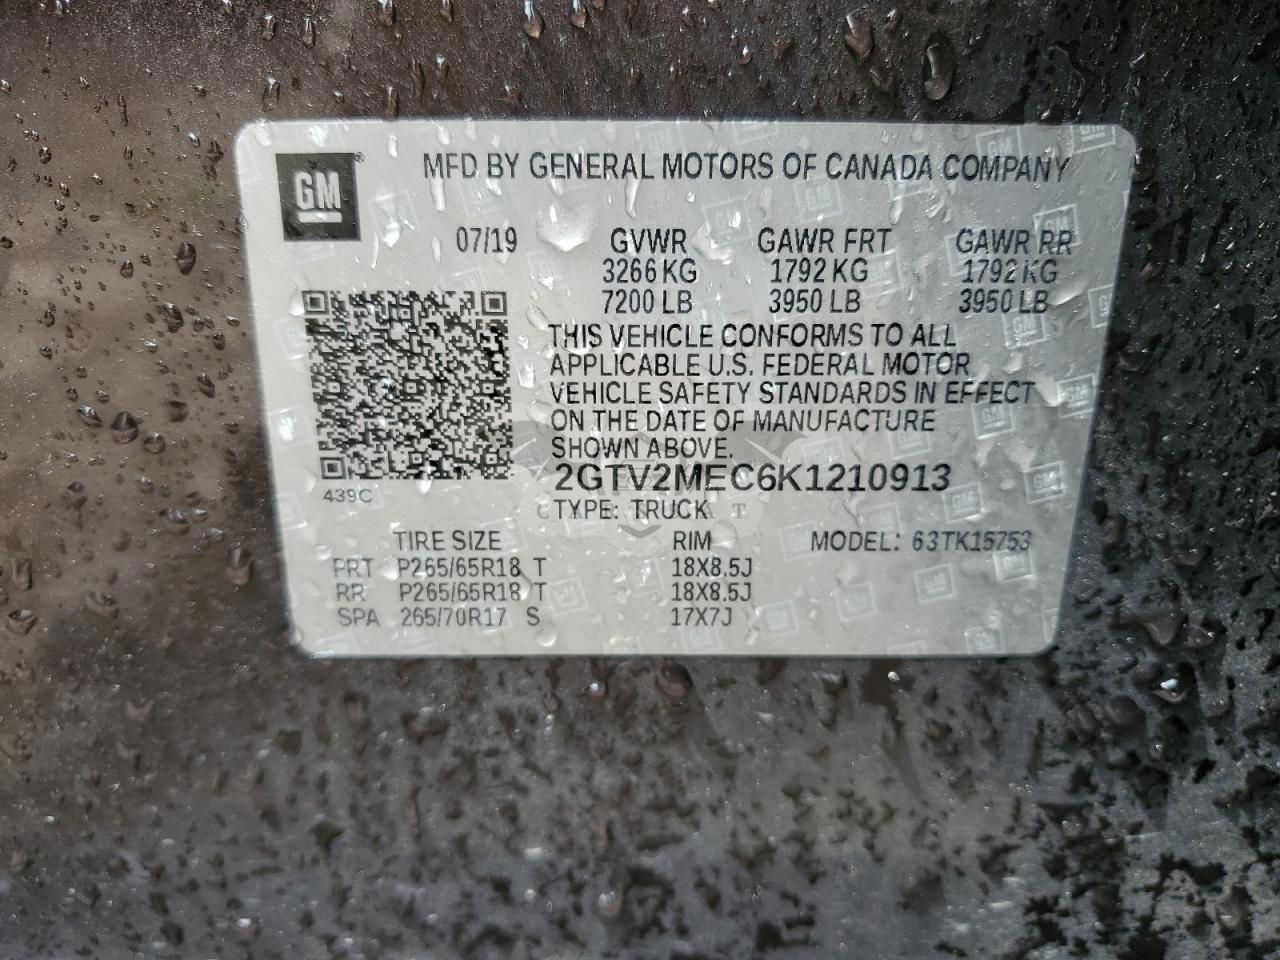 GM ®
MFD BY GENERAL MOTORS OF CANADA COMPANY
07/19 GVWR GAWR FRT GAWR RR
3266 KG 1792 KG 1792 KG
7200 LB 3950 LB 3950 LB
THIS VEHICLE CONFORMS TO ALL
APPLICABLE U.S. FEDERAL MOTOR
VEHICLE SAFETY STANDARDS IN EFFECT
ON THE DATE OF MANUFACTURE
SHOWN ABOVE.
439C
2GTV2MEC6K1210913
TYPE: TRUCK
TIRE SIZE RIM MODEL: 63TK15753
FRT P265/65R18 T 18X8.5J
RR P265/65R18 T 18X8.5J
SPA 265/70R17 S 17X7J